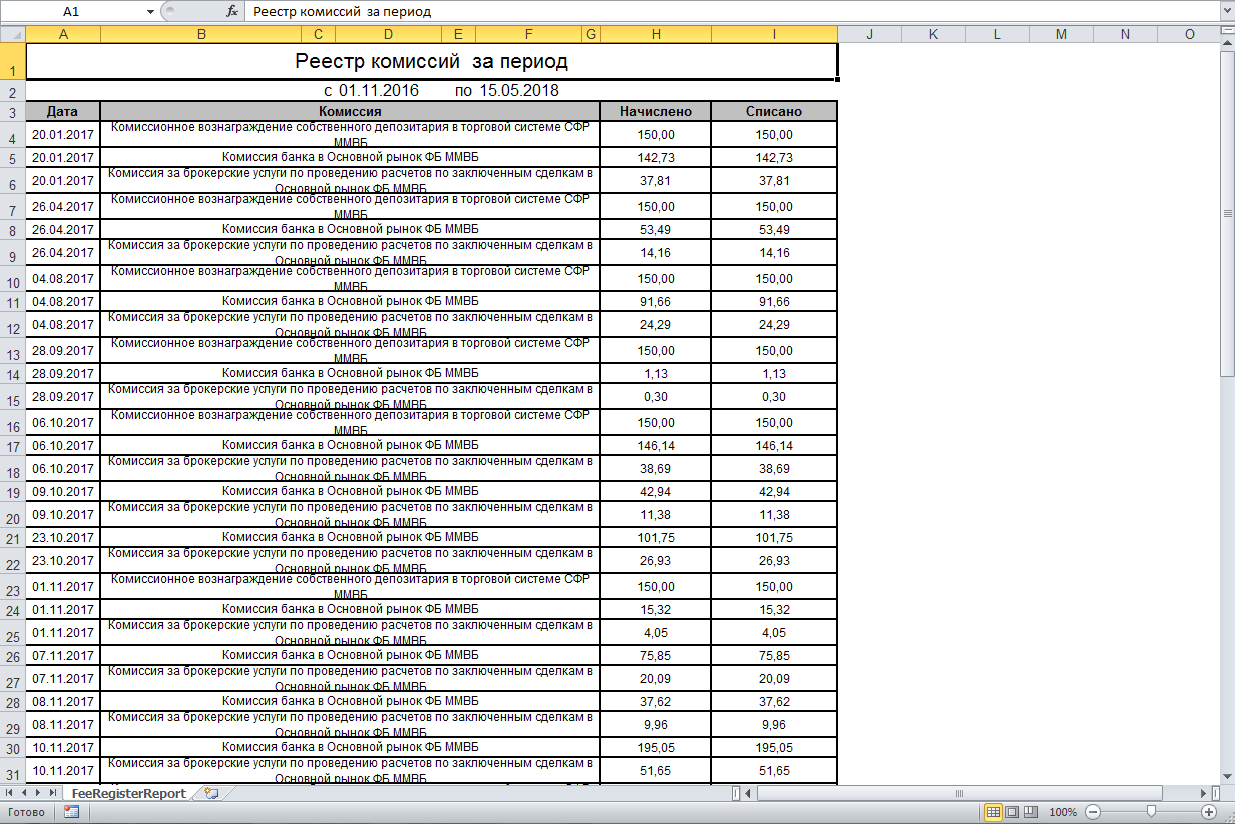 A1 fx Реестр комиссий за период
A B C D E F G H I J K L M N O
1 Реестр комиссий за период
2 с 01.11.2016 по 15.05.2018
3 Дата Комиссия Начислено Списано
4 20.01.2017 Комиссионное вознаграждение собственного депозитария в торговой системе СФР 150,00 150,00
ММВБ
5 20.01.2017 Комиссия банка в Основной рынок ФБ ММВБ 142,73 142,73
6 20.01.2017 Комиссия за брокерские услуги по проведению расчетов по заключенным сделкам в 37,81 37,81
Основной рынок ФБ ММВБ
7 26.04.2017 Комиссионное вознаграждение собственного депозитария в торговой системе СФР 150,00 150,00
ММВБ
8 26.04.2017 Комиссия банка в Основной рынок ФБ ММВБ 53,49 53,49
9 26.04.2017 Комиссия за брокерские услуги по проведению расчетов по заключенным сделкам в 14,16 14,16
Основной рынок ФБ ММВБ
10 04.08.2017 Комиссионное вознаграждение собственного депозитария в торговой системе СФР 150,00 150,00
ММВБ
11 04.08.2017 Комиссия банка в Основной рынок ФБ ММВБ 91,66 91,66
12 04.08.2017 Комиссия за брокерские услуги по проведению расчетов по заключенным сделкам в 24,29 24,29
Основной рынок ФБ ММВБ
13 28.09.2017 Комиссионное вознаграждение собственного депозитария в торговой системе СФР 150,00 150,00
ММВБ
14 28.09.2017 Комиссия банка в Основной рынок ФБ ММВБ 1,13 1,13
15 28.09.2017 Комиссия за брокерские услуги по проведению расчетов по заключенным сделкам в 0,30 0,30
Основной рынок ФБ ММВБ
16 06.10.2017 Комиссионное вознаграждение собственного депозитария в торговой системе СФР 150,00 150,00
ММВБ
17 06.10.2017 Комиссия банка в Основной рынок ФБ ММВБ 146,14 146,14
18 06.10.2017 Комиссия за брокерские услуги по проведению расчетов по заключенным сделкам в 38,69 38,69
Основной рынок ФБ ММВБ
19 09.10.2017 Комиссия банка в Основной рынок ФБ ММВБ 42,94 42,94
20 09.10.2017 Комиссия за брокерские услуги по проведению расчетов по заключенным сделкам в 11,38 11,38
Основной рынок ФБ ММВБ
21 23.10.2017 Комиссия банка в Основной рынок ФБ ММВБ 101,75 101,75
22 23.10.2017 Комиссия за брокерские услуги по проведению расчетов по заключенным сделкам в 26,93 26,93
Основной рынок ФБ ММВБ
23 01.11.2017 Комиссионное вознаграждение собственного депозитария в торговой системе СФР 150,00 150,00
ММВБ
24 01.11.2017 Комиссия банка в Основной рынок ФБ ММВБ 15,32 15,32
25 01.11.2017 Комиссия за брокерские услуги по проведению расчетов по заключенным сделкам в 4,05 4,05
Основной рынок ФБ ММВБ
26 07.11.2017 Комиссия банка в Основной рынок ФБ ММВБ 75,85 75,85
27 07.11.2017 Комиссия за брокерские услуги по проведению расчетов по заключенным сделкам в 20,09 20,09
Основной рынок ФБ ММВБ
28 08.11.2017 Комиссия банка в Основной рынок ФБ ММВБ 37,62 37,62
29 08.11.2017 Комиссия за брокерские услуги по проведению расчетов по заключенным сделкам в 9,96 9,96
Основной рынок ФБ ММВБ
30 10.11.2017 Комиссия банка в Основной рынок ФБ ММВБ 195,05 195,05
31 10.11.2017 Комиссия за брокерские услуги по проведению расчетов по заключенным сделкам в 51,65 51,65
Основной рынок ФБ ММВБ
FeeRegisterReport
Готово 100%